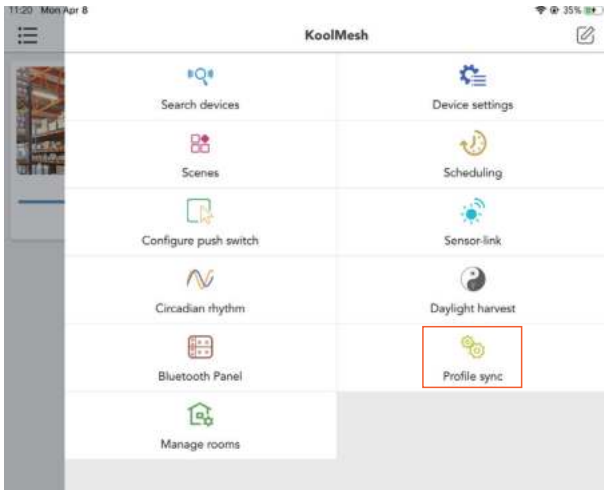 11:20 Mon Apr 8
35%
KoolMesh
Search devices
Device settings
Scenes
Scheduling
Configure push switch
Sensor-link
Circadian rhythm
Daylight harvest
Bluetooth Panel
Profile sync
Manage rooms